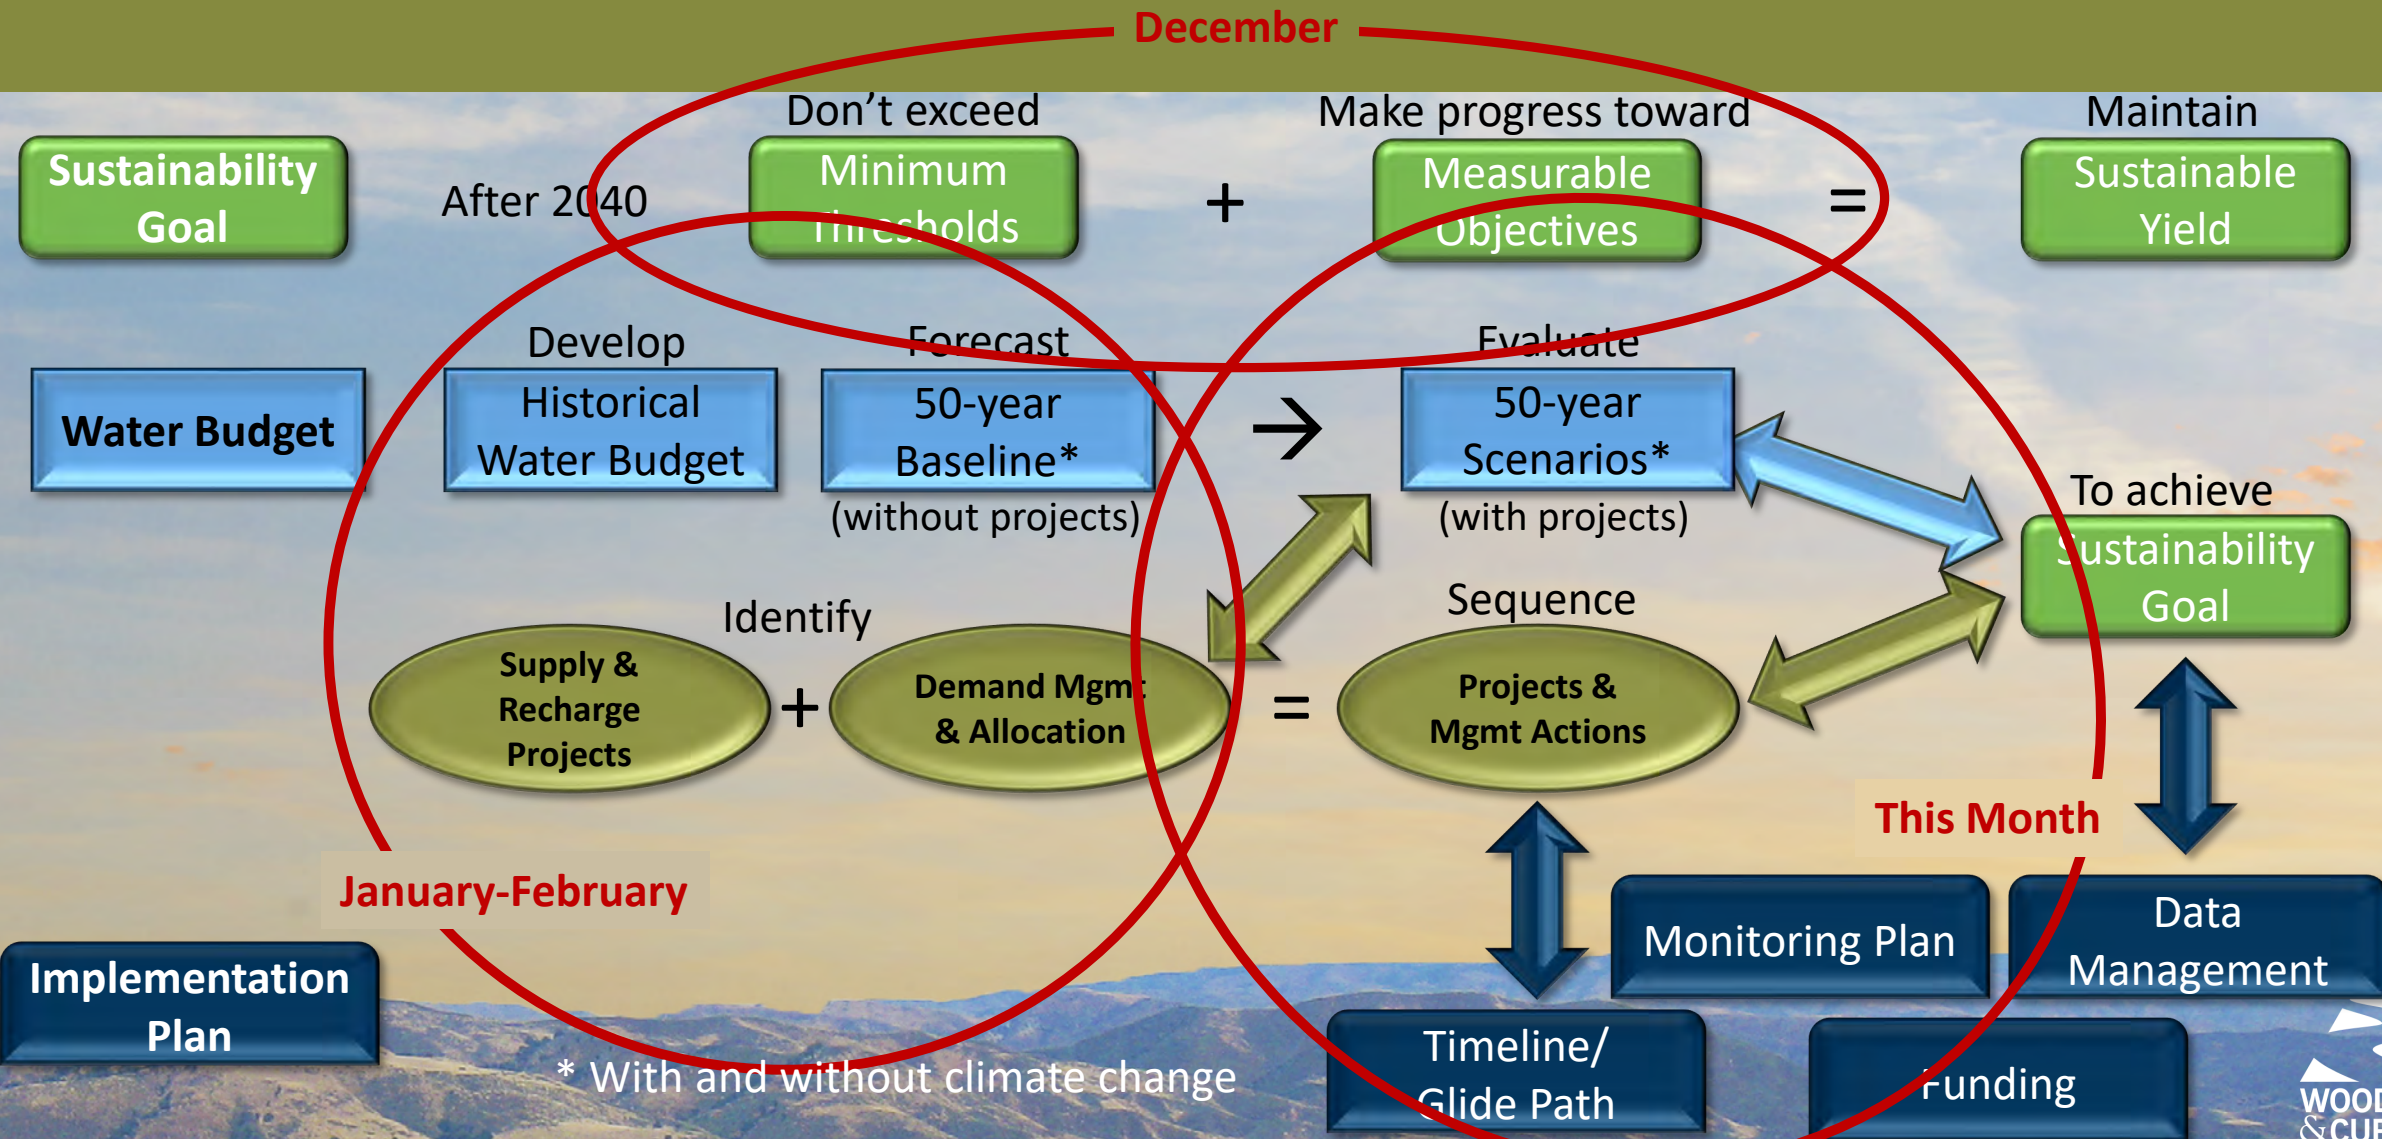 December
Don't exceed
Make progress toward
Maintain
Sustainability
Goal
After 2040
Minimum
Thresholds
+
Measurable
Objectives
=
Sustainable
Yield
Develop
Forecast
Evaluate
Water Budget
Historical
Water Budget
50-year
Baseline*
(without projects)
→
50-year
Scenarios*
(with projects)
To achieve
Sustainability
Goal
Identify
Sequence
Supply &
Recharge
Projects
+
Demand Mgmt
& Allocation
=
Projects &
Mgmt Actions
This Month
January-February
Monitoring Plan
Data
Management
Implementation
Plan
Timeline/
Glide Path
Funding
* With and without climate change